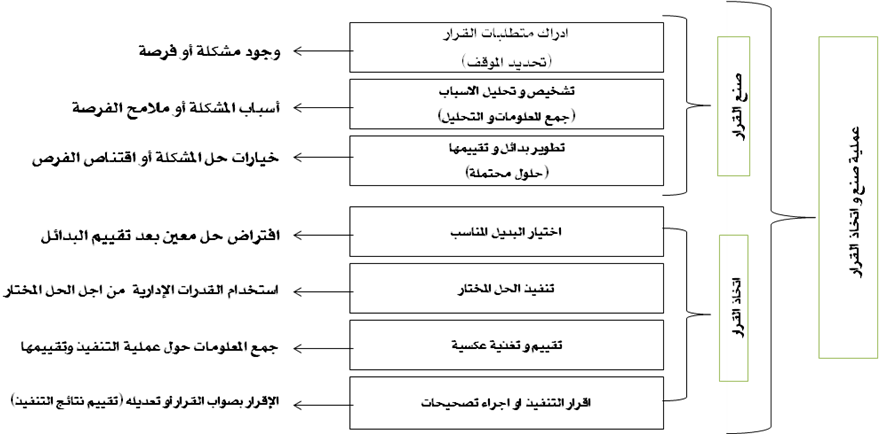 عملية صنع و اتخاذ القرار
صنع القرار
ادراك متطلبات القرار
(تحديد الموقف)
وجود مشكلة أو فرصة
تشخيص و تحليل الاسباب
(جمع المعلومات و التحليل)
أسباب المشكلة أو ملامح الفرصة
تطوير بدائل و تقييمها
(حلول محتملة)
خيارات حل المشكلة أو اقتناص الفرص
اتخاذ القرار
اختيار البديل المناسب
افتراض حل معين بعد تقييم البدائل
تنفيذ الحل المختار
استخدام القدرات الإدارية من اجل الحل المختار
تقييم و تغذية عكسية
جمع المعلومات حول عملية التنفيذ وتقييمها
اقرار التنفيذ او اجراء تصحيحات
الإقرار بصواب القرار أو تعديله (تقييم نتائج التنفيذ)